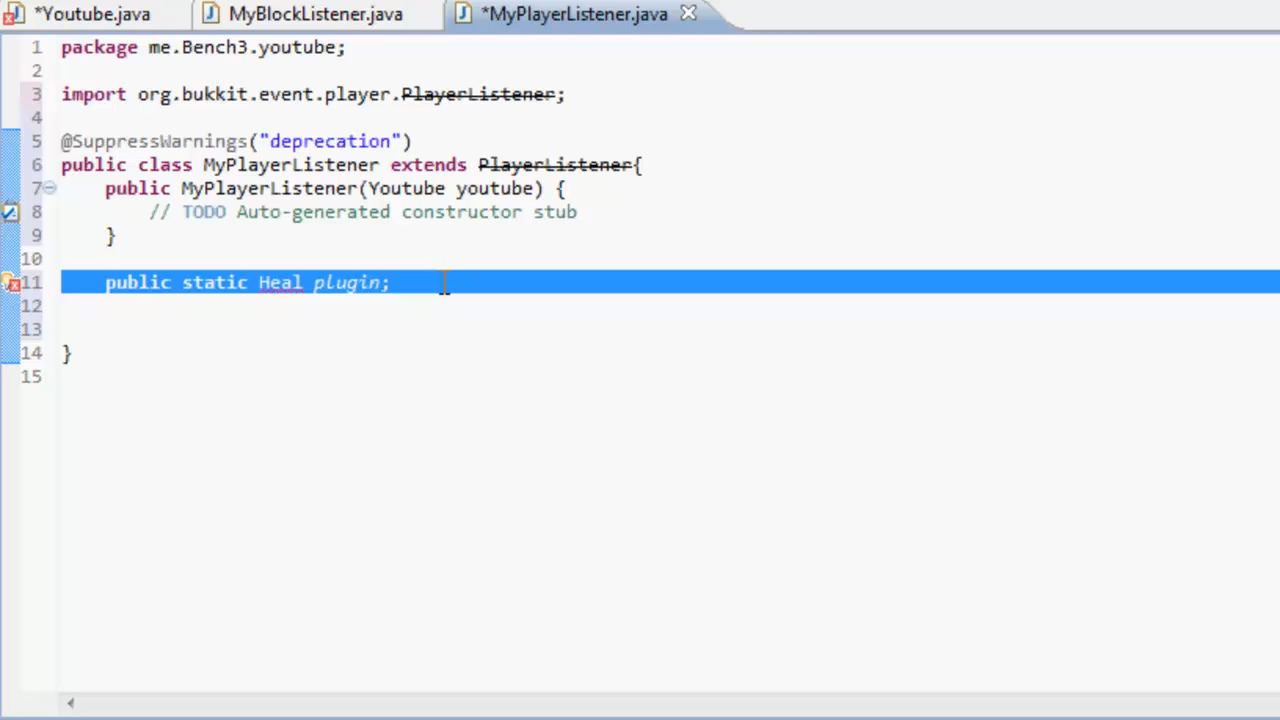 *Youtube.java
MyBlockListener.java
*MyPlayerListener.java
1 package me.Bench3.youtube;
2
3 import org.bukkit.event.player.PlayerListener;
4
5 @SuppressWarnings("deprecation")
6 public class MyPlayerListener extends PlayerListener{
7 public MyPlayerListener(Youtube youtube) {
8 // TODO Auto-generated constructor stub
9 }
10
11 public static Heal plugin;
12
13
14 }
15